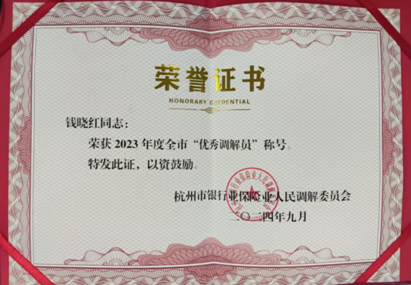 荣誉证书
HONORARY CREDENTIAL
钱晓红同志：
荣获2023年度全市“优秀调解员”称号。
特发此证，以资鼓励。
杭州市银行业保险业人民调解委员会
二〇二四年九月